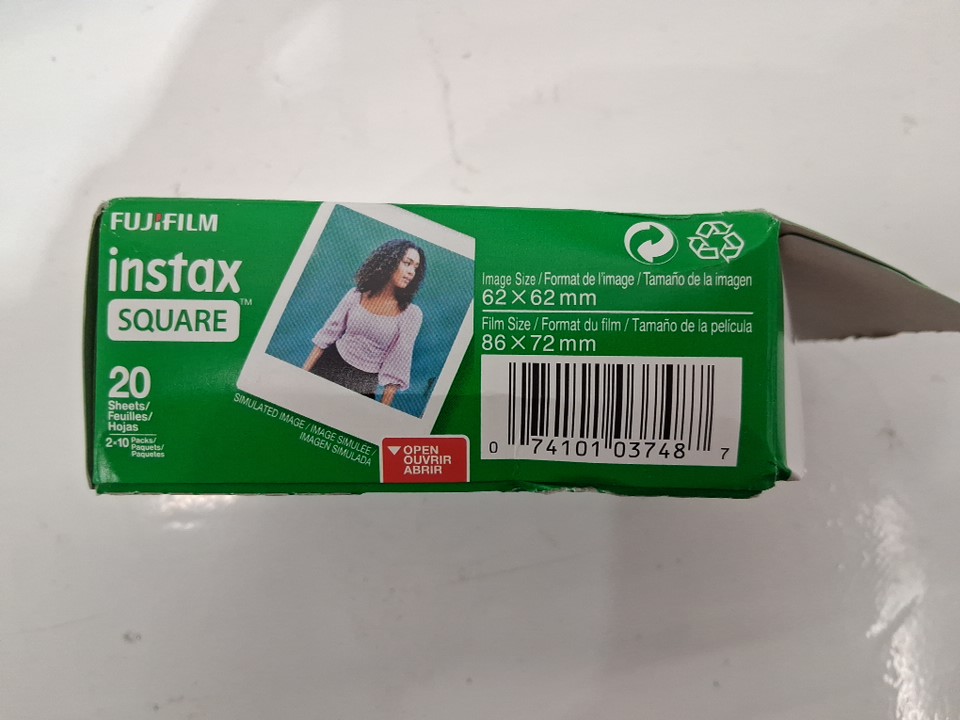 FUJIFILM
instax
SQUARE™
20
Sheets/
Feuilles/
Hojas
2×10 Packs/
Paquets/
Paquetes
SIMULATED IMAGE / IMAGE SIMULÉE /
IMAGEN SIMULADA
OPEN
OUVRIR
ABRIR
Image Size / Format de l'image / Tamaño de la imagen
62×62mm
Film Size / Format du film / Tamaño de la película
86×72mm
0 74101 03748 7